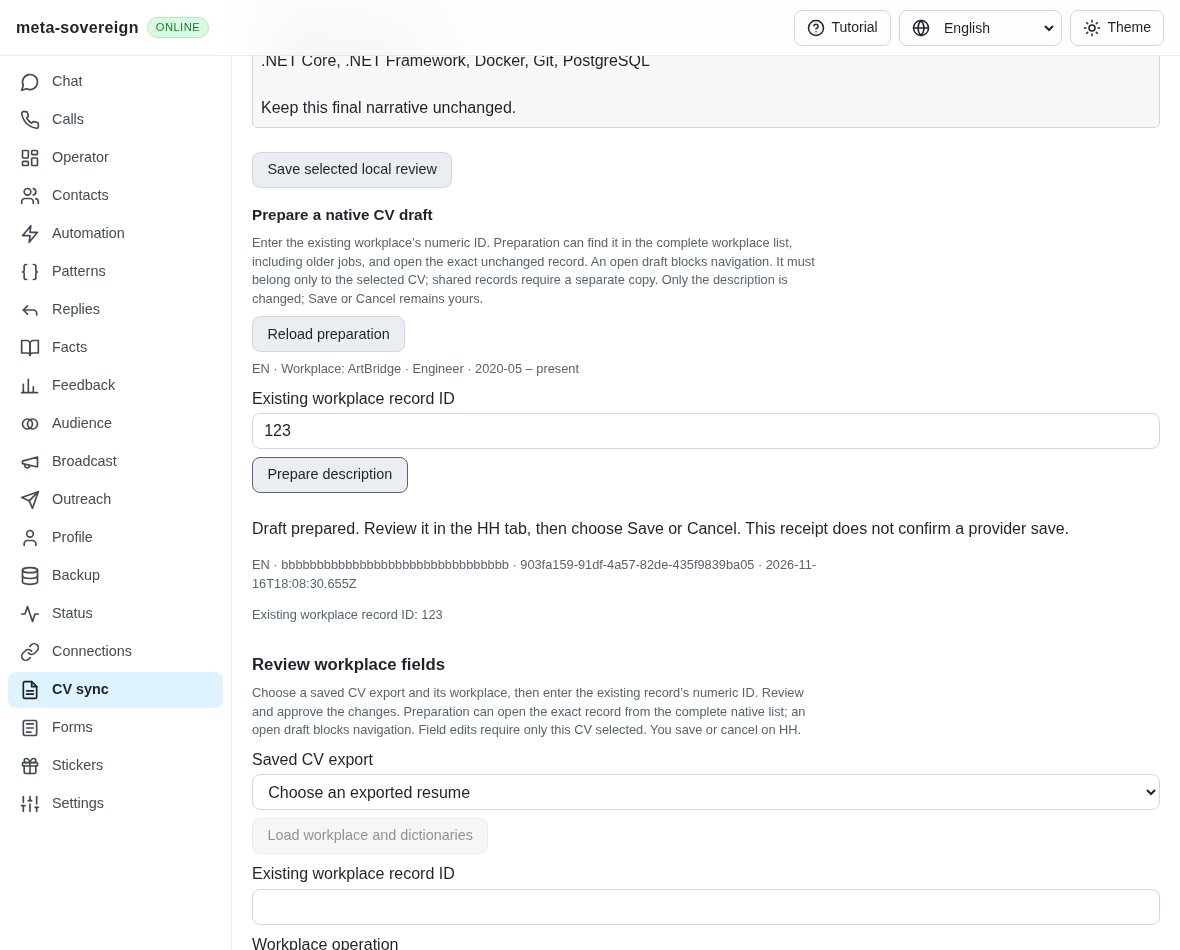 meta-sovereign
ONLINE
Tutorial
English
Theme
Chat
Calls
Operator
Contacts
Automation
Patterns
Replies
Facts
Feedback
Audience
Broadcast
Outreach
Profile
Backup
Status
Connections
CV sync
Forms
Stickers
Settings
.NET Core, .NET Framework, Docker, Git, PostgreSQL
Keep this final narrative unchanged.
Save selected local review
Prepare a native CV draft
Enter the existing workplace's numeric ID. Preparation can find it in the complete workplace list,
including older jobs, and open the exact unchanged record. An open draft blocks navigation. It must
belong only to the selected CV; shared records require a separate copy. Only the description is
changed; Save or Cancel remains yours.
Reload preparation
EN · Workplace: ArtBridge · Engineer · 2020-05 – present
Existing workplace record ID
123
Prepare description
Draft prepared. Review it in the HH tab, then choose Save or Cancel. This receipt does not confirm a provider save.
EN · bbbbbbbbbbbbbbbbbbbbbbbbbbbbbbbb · 903fa159-91df-4a57-82de-435f9839ba05 · 2026-11-
16T18:08:30.655Z
Existing workplace record ID: 123
Review workplace fields
Choose a saved CV export and its workplace, then enter the existing record's numeric ID. Review
and approve the changes. Preparation can open the exact record from the complete native list; an
open draft blocks navigation. Field edits require only this CV selected. You save or cancel on HH.
Saved CV export
Choose an exported resume
Load workplace and dictionaries
Existing workplace record ID
Workplace operation